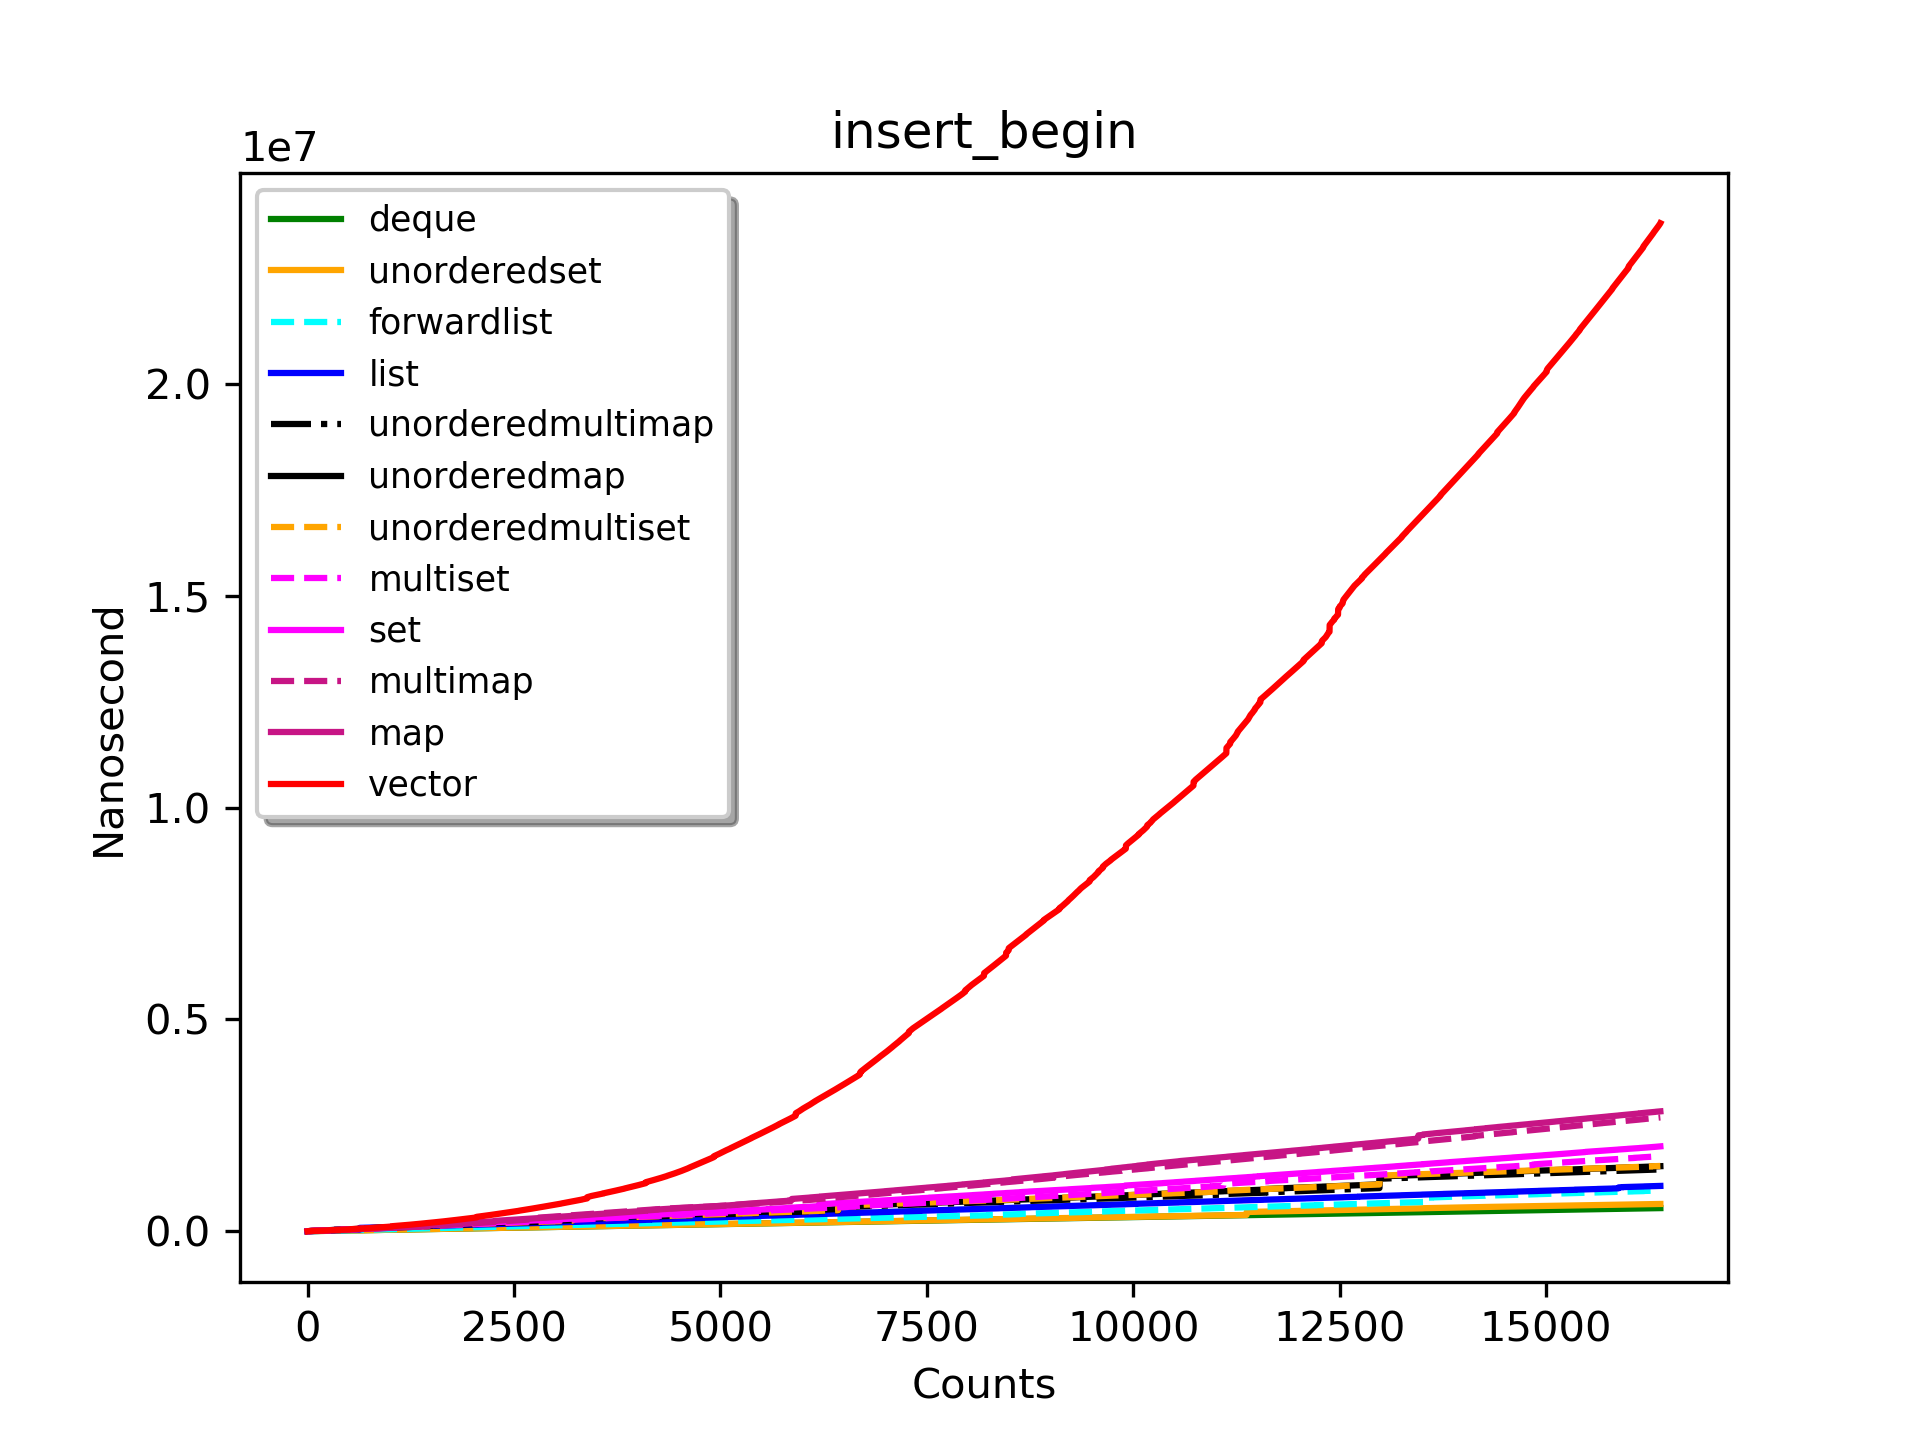 insert_begin
1e7
deque
unorderedset
forwardlist
list
unorderedmultimap
unorderedmap
unorderedmultiset
multiset
set
multimap
map
vector
2.0
1.5
1.0
0.5
0.0
Nanosecond
0 2500 5000 7500 10000 12500 15000
Counts